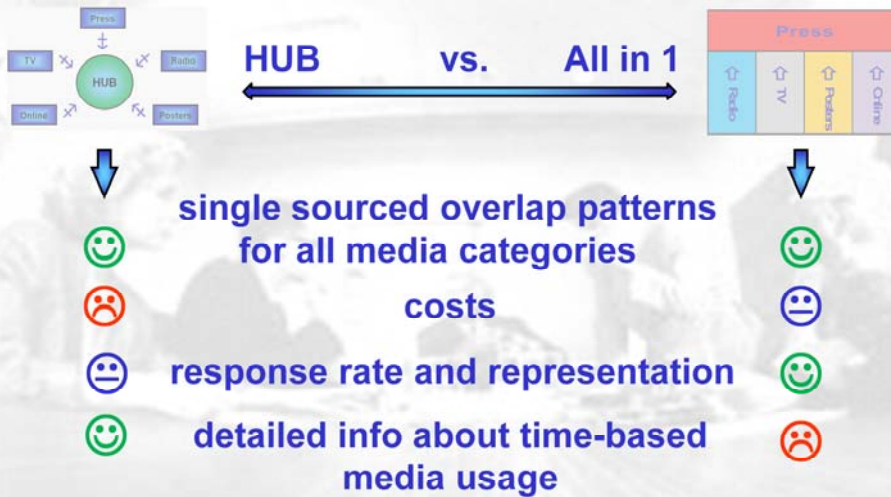 Press
TV
Radio
HUB
Online
Posters
HUB vs. All in 1
Press
Radio
TV
Posters
Online
single sourced overlap patterns
for all media categories
costs
response rate and representation
detailed info about time-based
media usage